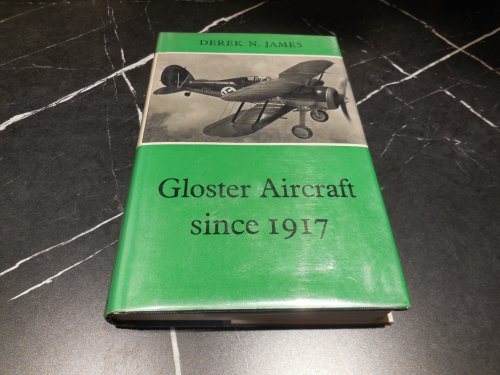 DEREK N. JAMES
Gloster Aircraft
since 1917